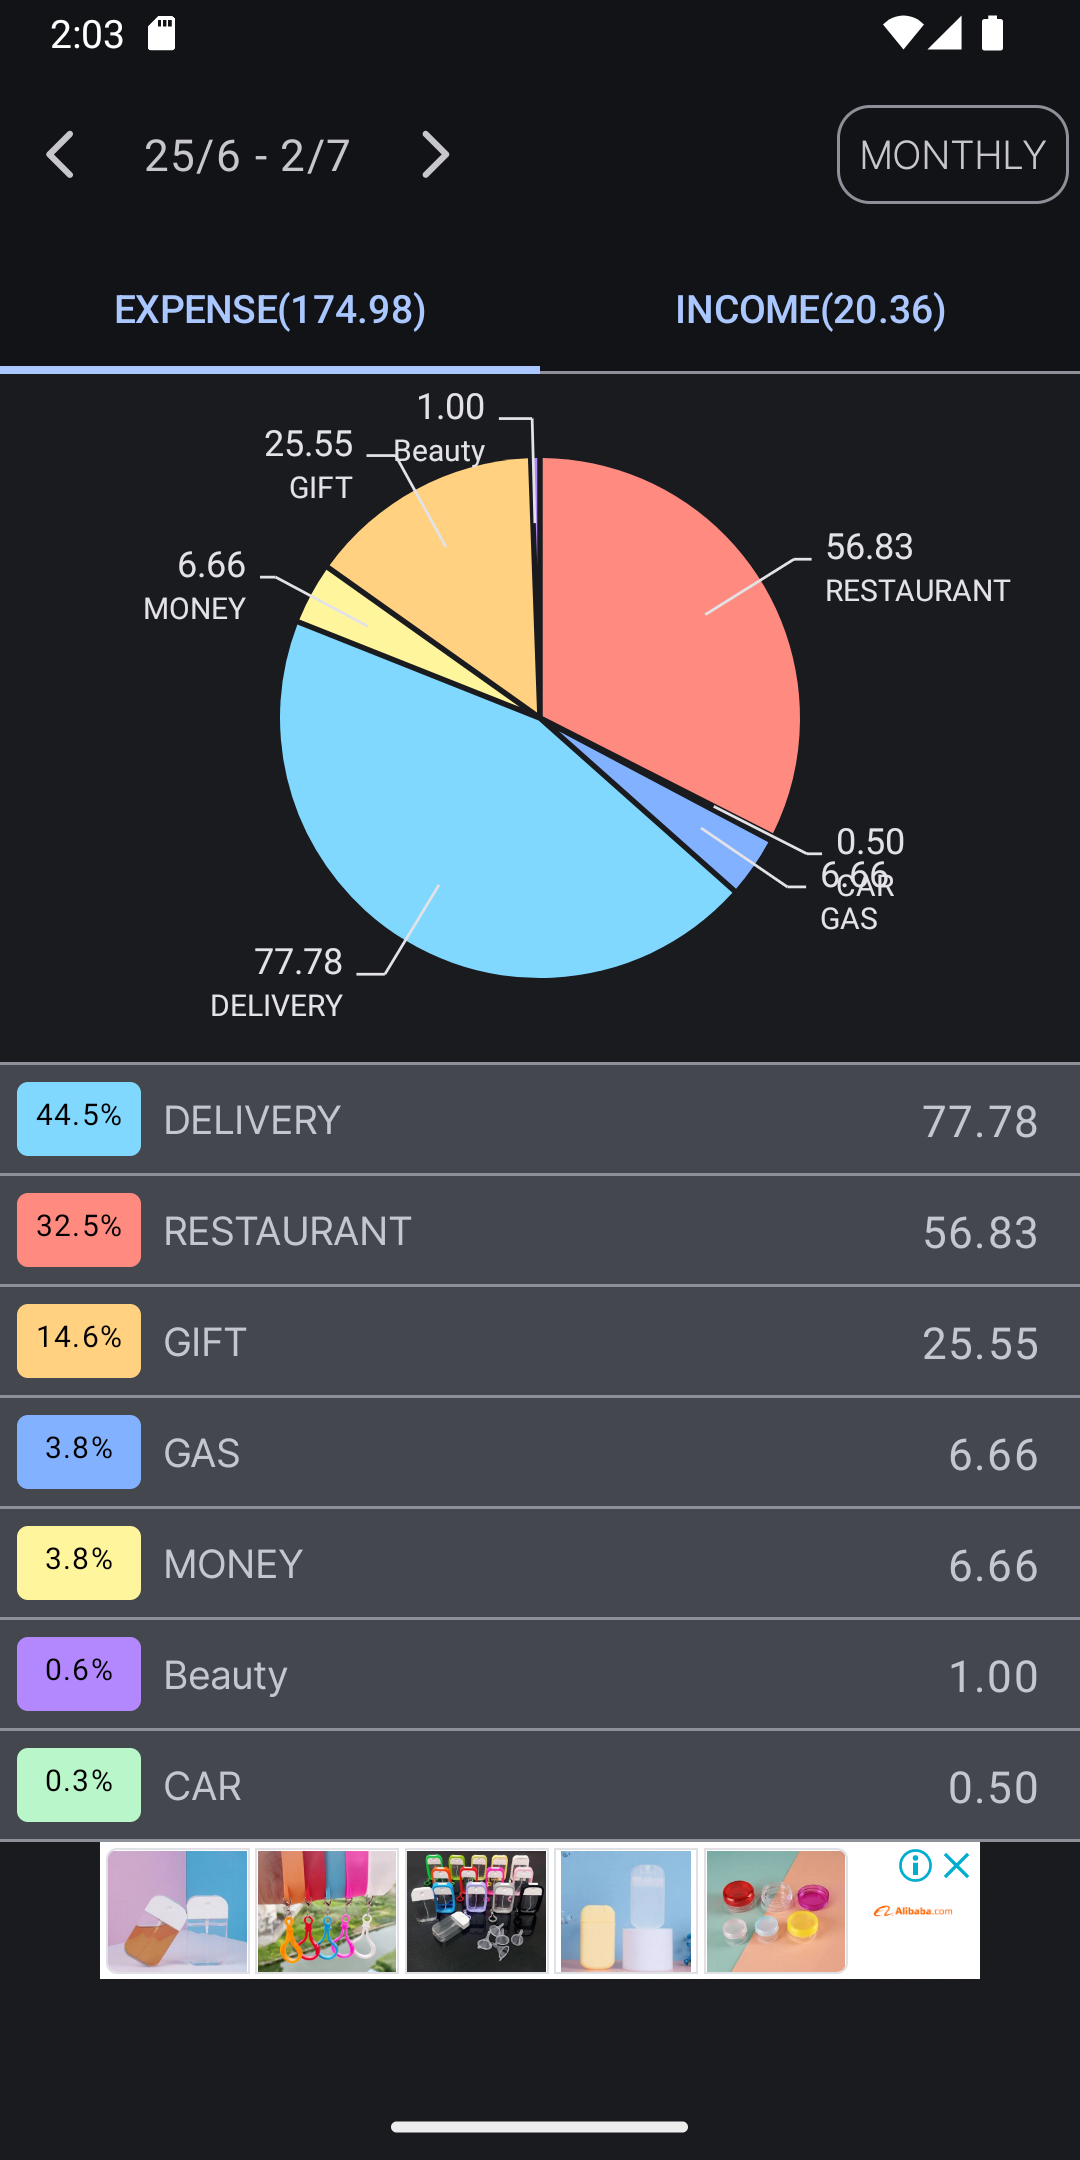 2:03
25/6 - 2/7
MONTHLY
EXPENSE(174.98)
INCOME(20.36)
1.00
Beauty
25.55
GIFT
6.66
MONEY
56.83
RESTAURANT
0.50
CAR
6.66
GAS
77.78
DELIVERY
44.5% DELIVERY 77.78
32.5% RESTAURANT 56.83
14.6% GIFT 25.55
3.8% GAS 6.66
3.8% MONEY 6.66
0.6% Beauty 1.00
0.3% CAR 0.50
Alibaba.com